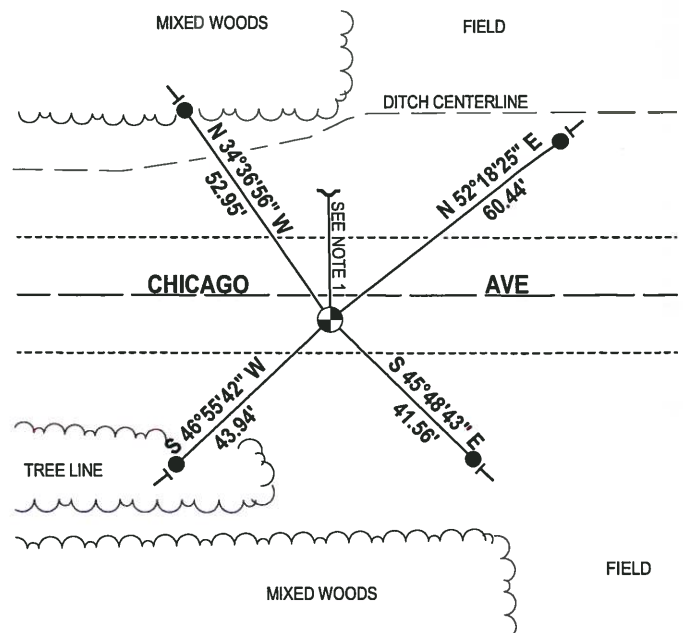 MIXED WOODS
FIELD
DITCH CENTERLINE
N 34°36'56" W
52.95'
N 52°18'25" E
60.44'
SEE NOTE 1
CHICAGO AVE
S 46°55'42" W
43.94'
S 45°48'43" E
41.56'
TREE LINE
MIXED WOODS
FIELD